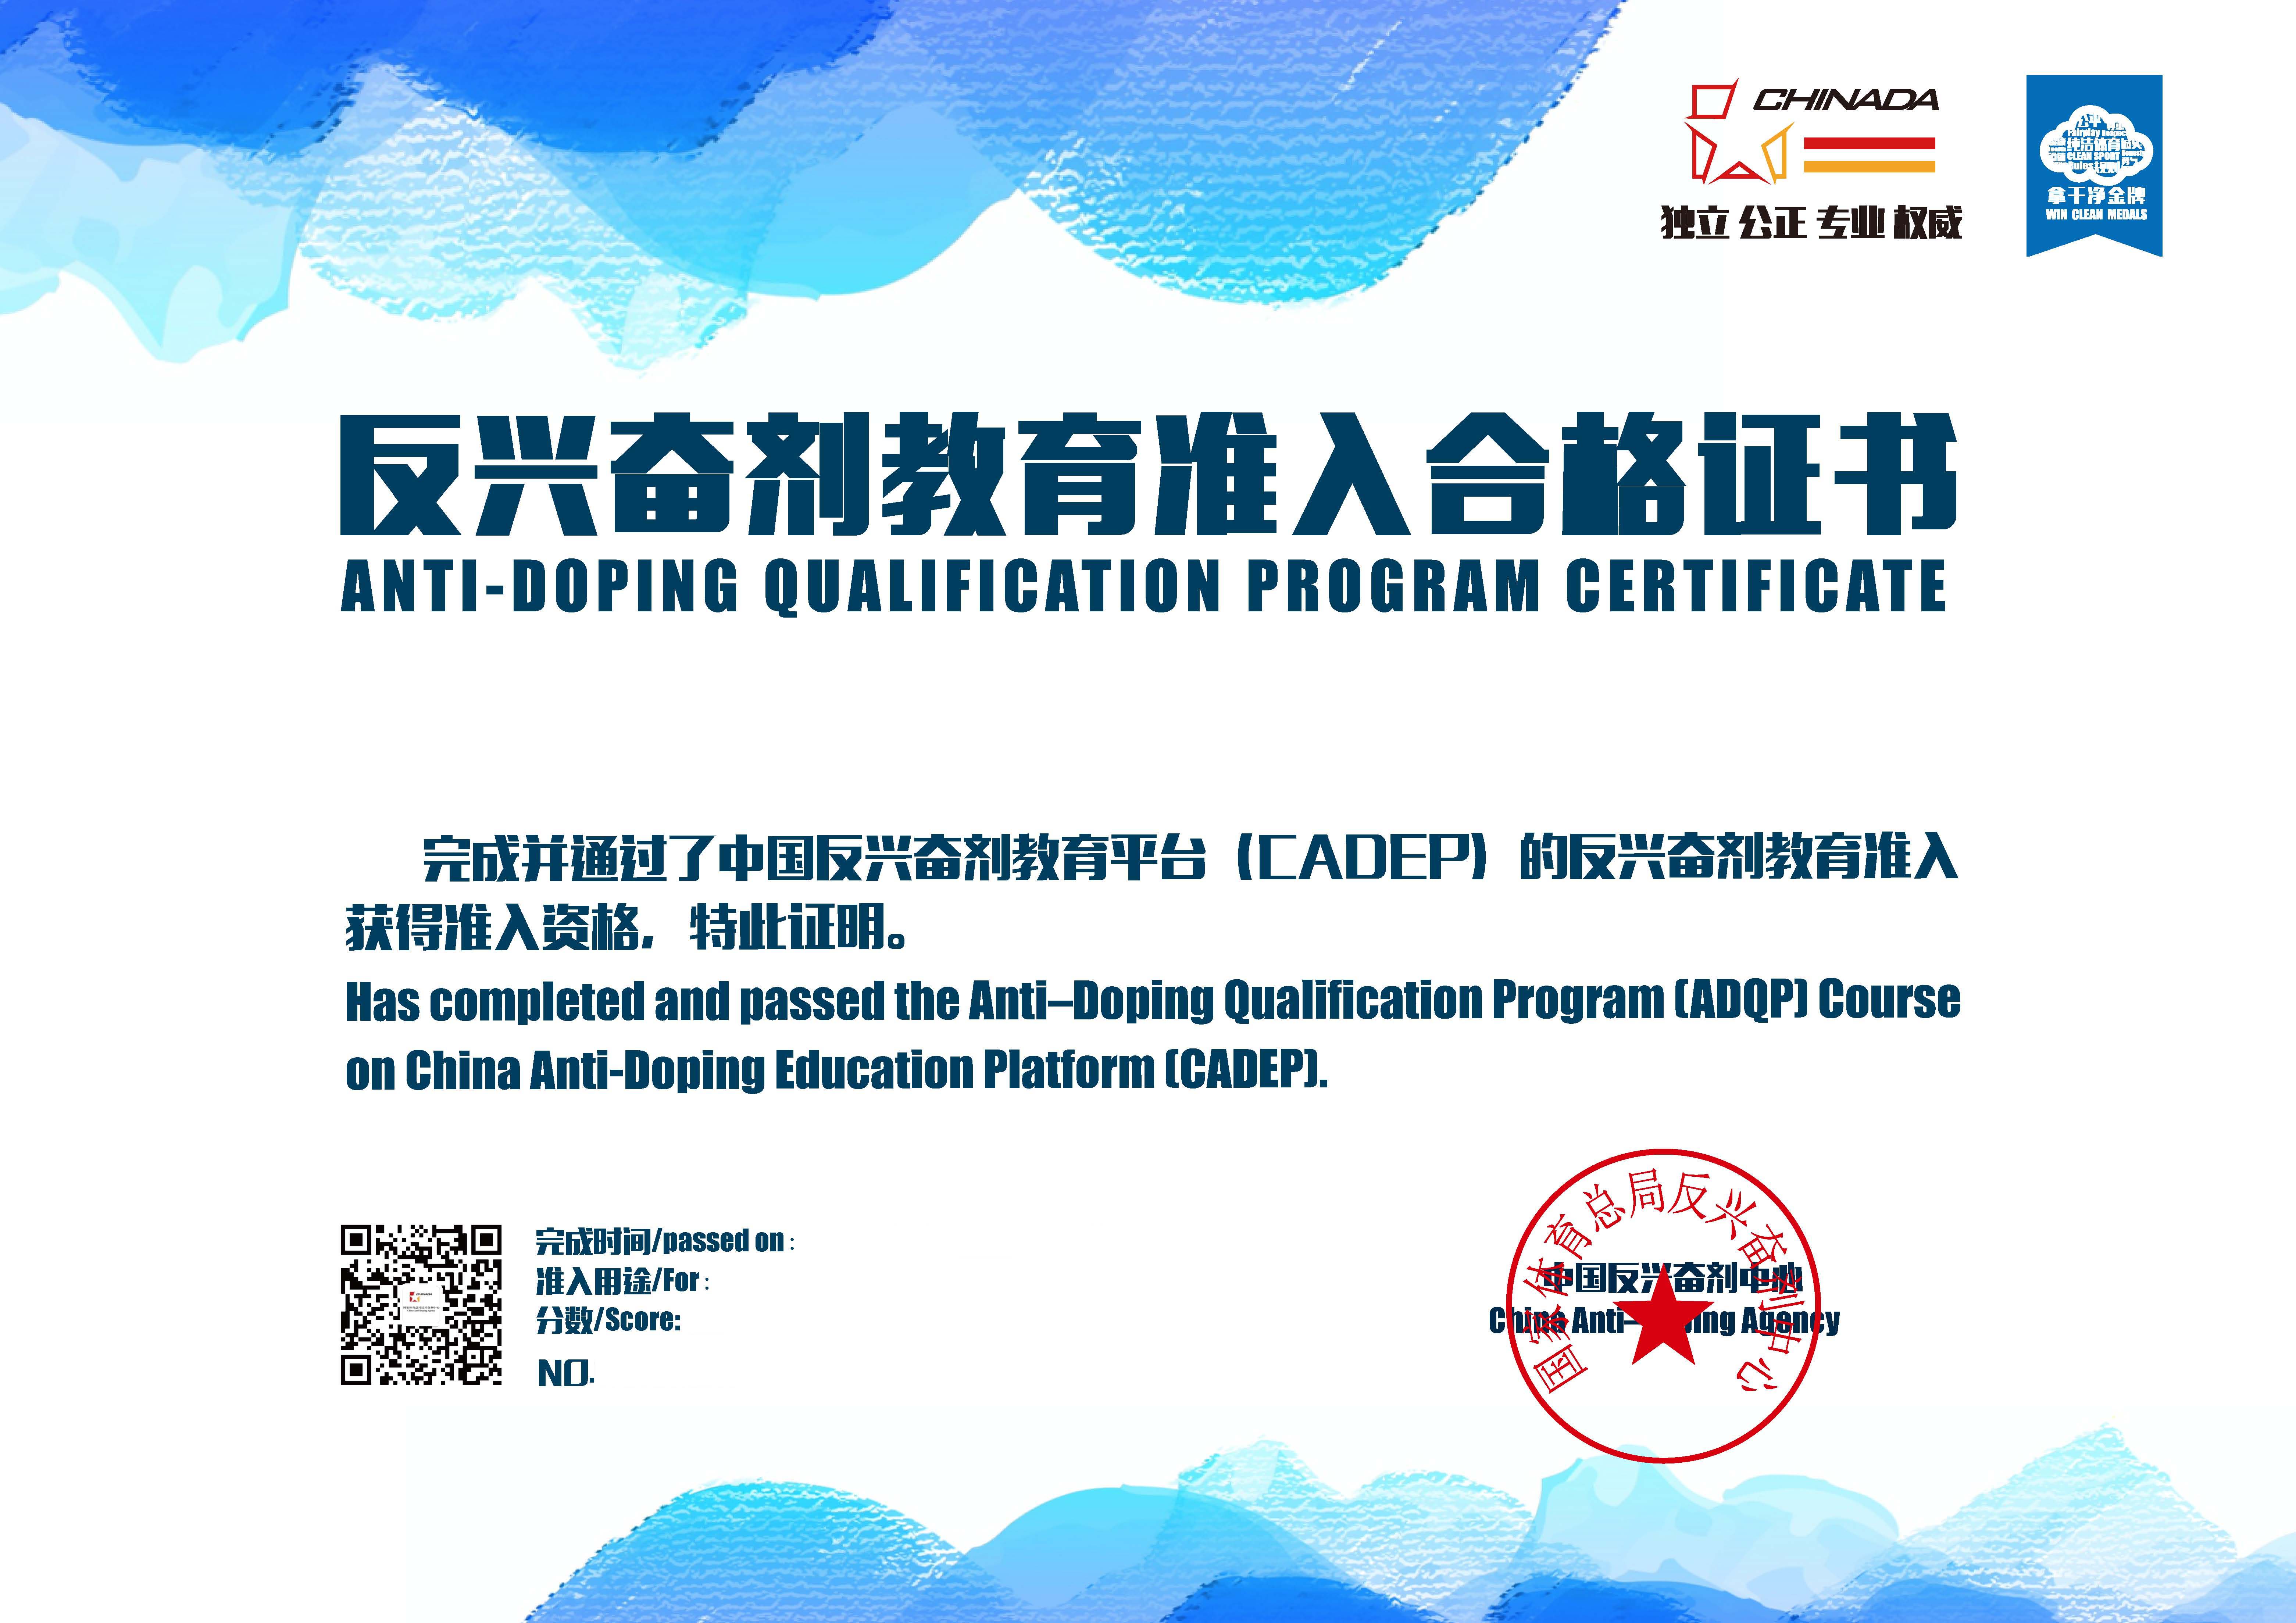 CHINADA
独立 公正 专业 权威
公平
Fairplay Respect
纯洁体育
CLEAN SPORT
Rules 规则
拿干净金牌
WIN CLEAN MEDALS
反兴奋剂教育准入合格证书
ANTI-DOPING QUALIFICATION PROGRAM CERTIFICATE
完成并通过了中国反兴奋剂教育平台（CADEP）的反兴奋剂教育准入
获得准入资格，特此证明。
Has completed and passed the Anti–Doping Qualification Program (ADQP) Course
on China Anti-Doping Education Platform (CADEP).
完成时间/passed on：
准入用途/For：
分数/Score:
NO.
国家体育总局反兴奋剂中心
中国反兴奋剂中心
China Anti–Doping Agency